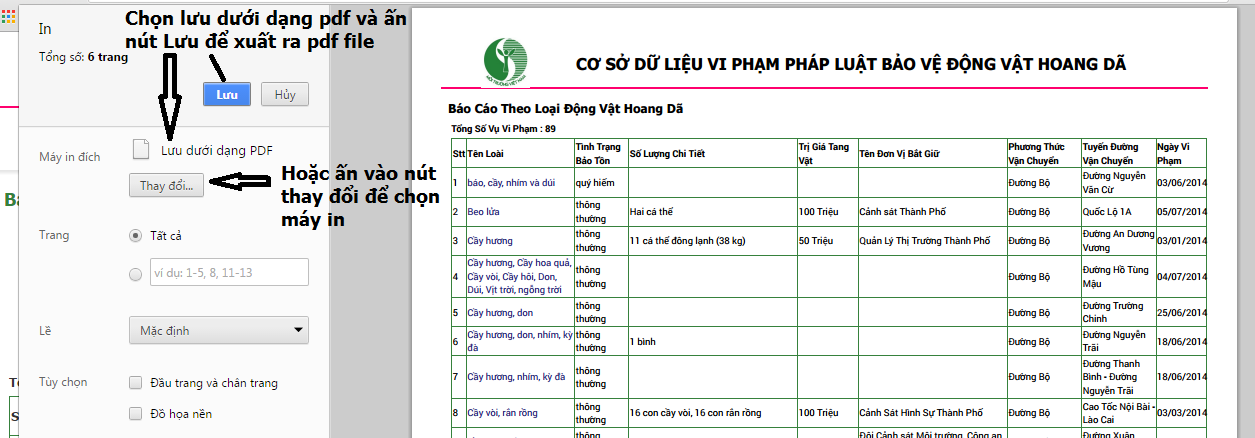 Chọn lưu dưới dạng pdf và ấn
nút Lưu để xuất ra pdf file
In
Tổng số: 6 trang
Lưu
Hủy
Máy in đích
Lưu dưới dạng PDF
Thay đổi...
Hoặc ấn vào nút
thay đổi để chọn
máy in
Trang
Tất cả
ví dụ: 1-5, 8, 11-13
Lề
Mặc định
Tùy chọn
Đầu trang và chân trang
Đồ họa nền
MÔI TRƯỜNG VIỆT NAM
CƠ SỞ DỮ LIỆU VI PHẠM PHÁP LUẬT BẢO VỆ ĐỘNG VẬT HOANG DÃ
Báo Cáo Theo Loại Động Vật Hoang Dã
Tổng Số Vụ Vi Phạm : 89
Stt Tên Loài Tình Trạng Bảo Tồn Số Lượng Chi Tiết Trị Giá Tang Vật Tên Đơn Vị Bắt Giữ Phương Thức Vận Chuyển Tuyến Đường Vận Chuyển Ngày Vi Phạm
1 báo, cầy, nhím và dúi quý hiếm Đường Bộ Đường Nguyễn Văn Cừ 03/06/2014
2 Beo lửa thông thường Hai cá thể 100 Triệu Cảnh sát Thành Phố Đường Bộ Quốc Lộ 1A 05/07/2014
3 Cầy hương thông thường 11 cá thể đông lạnh (38 kg) 50 Triệu Quản Lý Thị Trường Thành Phố Đường Bộ Đường An Dương Vương 03/01/2014
4 Cầy hương, Cầy hoa quả, Cầy vòi, Cầy hôi, Don, Dúi, Vịt trời, ngỗng trời thông thường Đường Bộ Đường Hồ Tùng Mậu 04/07/2014
5 Cầy hương, don thông thường Đường Bộ Đường Trường Chinh 25/06/2014
6 Cầy hương, don, nhím, kỳ đà thông thường 1 bình Đường Bộ Đường Nguyễn Trãi 18/06/2014
7 Cầy hương, nhím, kỳ đà thông thường Đường Bộ Đường Thanh Bình - Đường Nguyễn Trãi 18/06/2014
8 Cầy vòi, rắn rồng thông thường 16 con cầy vòi, 16 con rắn rồng 100 Triệu Cảnh Sát Hình Sự Thành Phố Đường Bộ Cao Tốc Nội Bài - Lào Cai 03/03/2014
Đội Cảnh sát Môi trường, Công an Đường Xuân